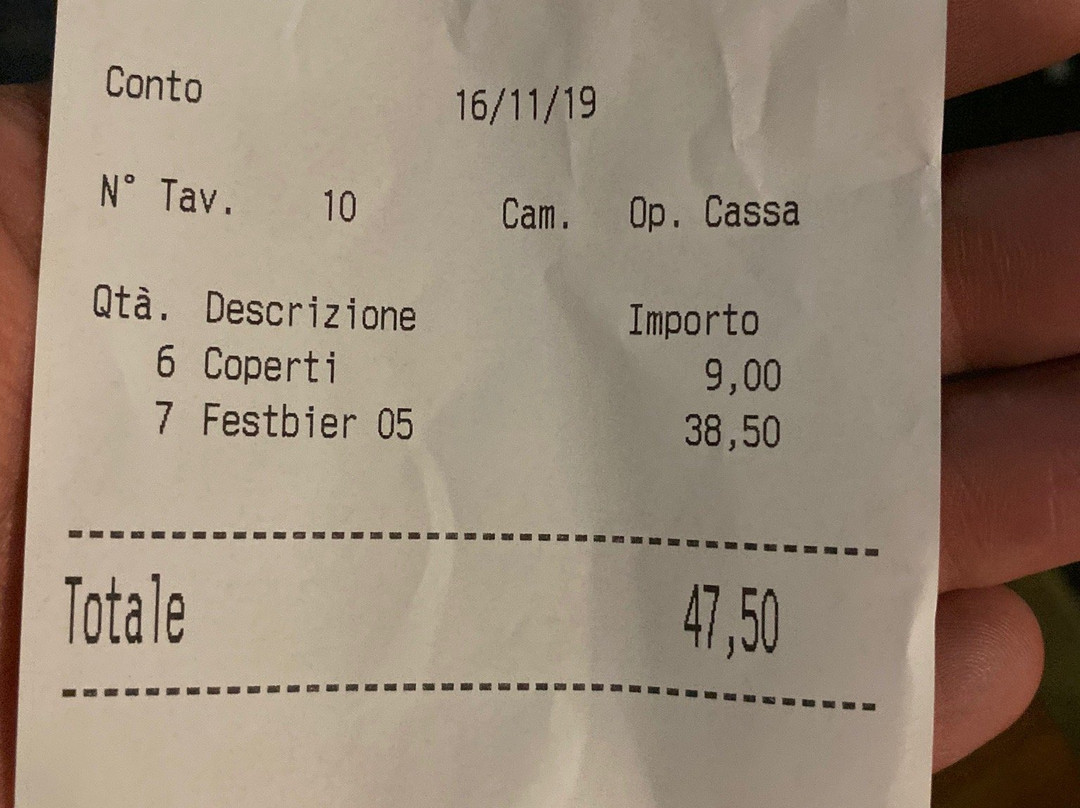 Conto 16/11/19
N° Tav. 10 Cam. Op. Cassa
Qtà. Descrizione Importo
6 Coperti 9,00
7 Festbier 05 38,50
Totale 47,50